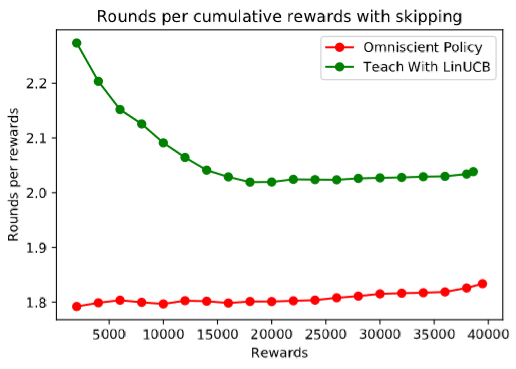 Rounds per cumulative rewards with skipping
Omniscient Policy
Teach With LinUCB
Rounds per rewards
2.2
2.1
2.0
1.9
1.8
5000 10000 15000 20000 25000 30000 35000 40000
Rewards